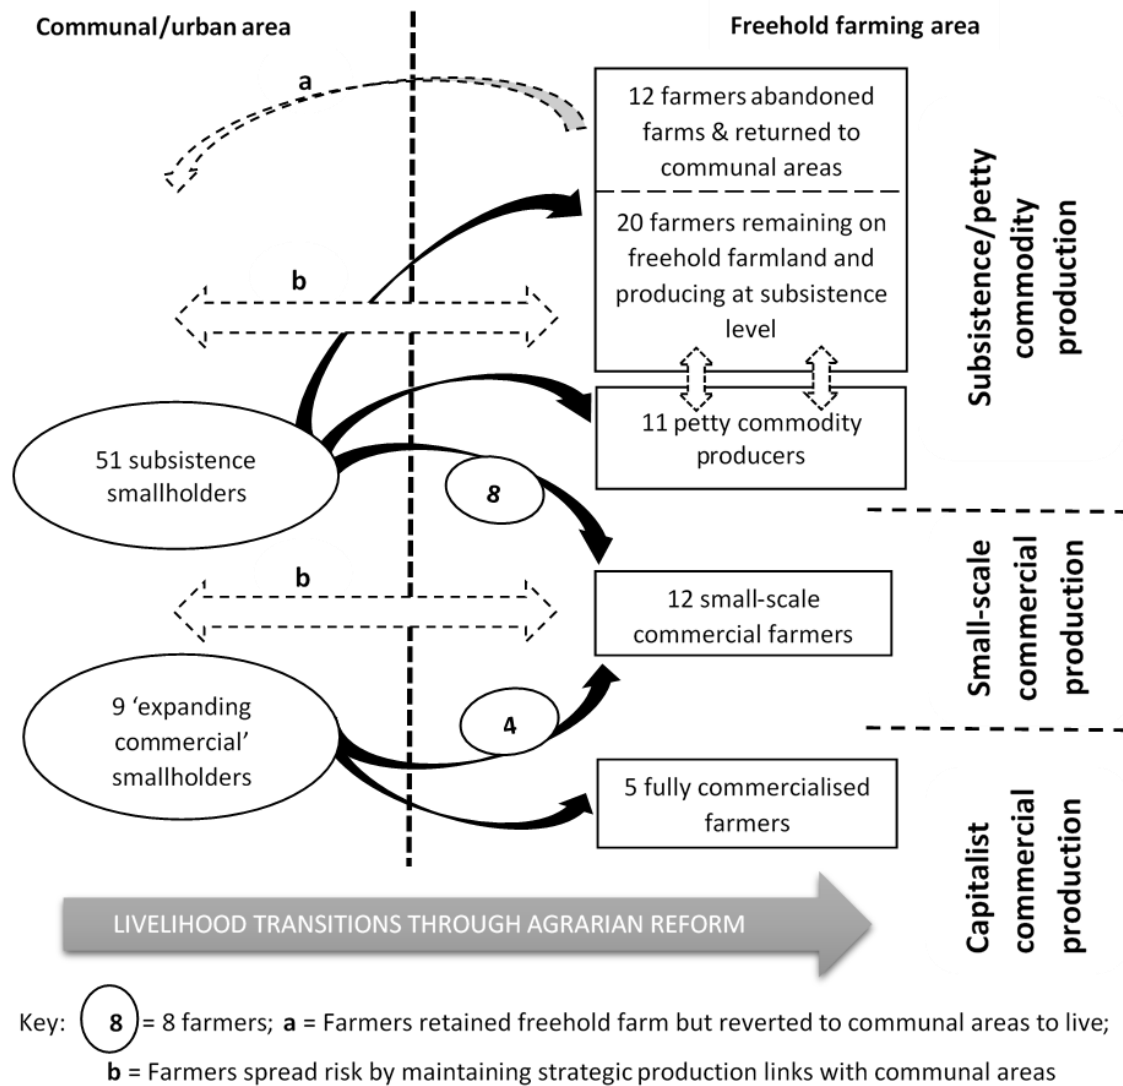 Communal/urban area
Freehold farming area
a
12 farmers abandoned
farms & returned to
communal areas
20 farmers remaining on
freehold farmland and
producing at subsistence
level
b
11 petty commodity
producers
Subsistence/petty
commodity
production
51 subsistence
smallholders
8
b
12 small-scale
commercial farmers
Small-scale
commercial
production
9 ‘expanding
commercial’
smallholders
4
5 fully commercialised
farmers
Capitalist
commercial
production
LIVELIHOOD TRANSITIONS THROUGH AGRARIAN REFORM
Key: 8 = 8 farmers; a = Farmers retained freehold farm but reverted to communal areas to live;
b = Farmers spread risk by maintaining strategic production links with communal areas